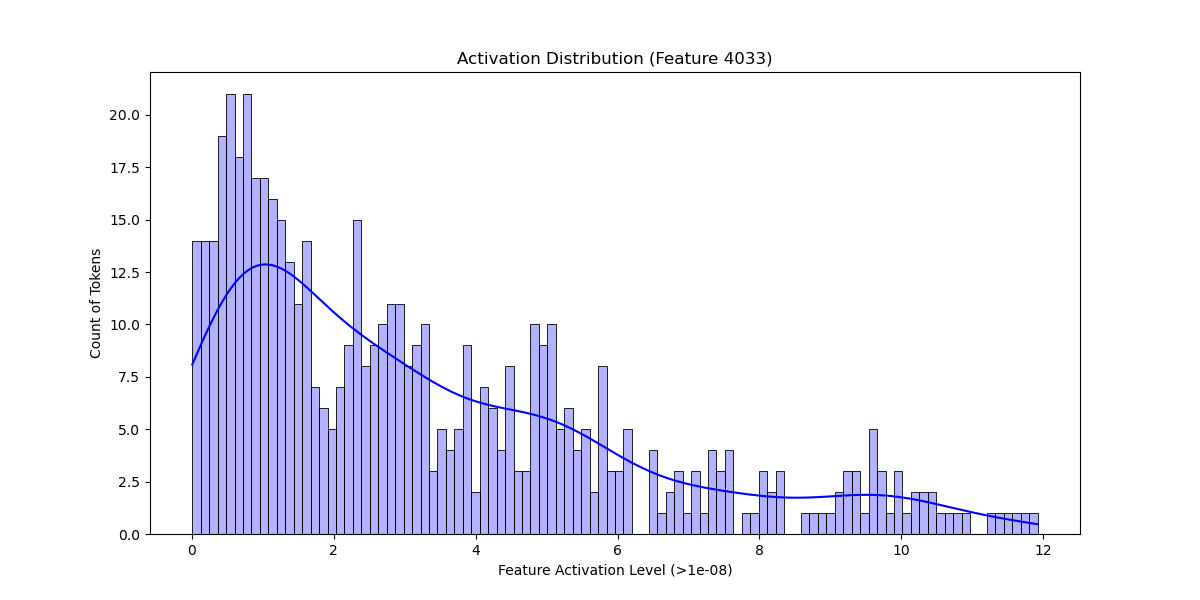 Activation Distribution (Feature 4033)
20.0
17.5
15.0
12.5
10.0
7.5
5.0
2.5
0.0
Count of Tokens
0 2 4 6 8 10 12
Feature Activation Level (>1e-08)